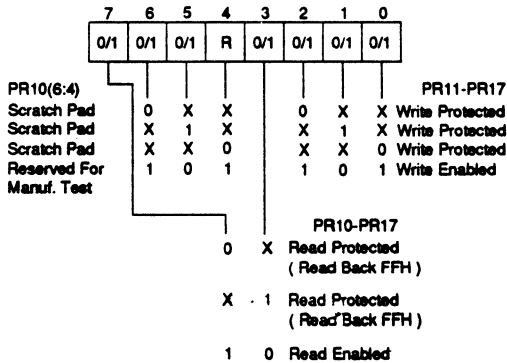 7 6 5 4 3 2 1 0
0/1 0/1 0/1 R 0/1 0/1 0/1 0/1
PR10(6:4) PR11-PR17
Scratch Pad 0 X X 0 X X Write Protected
Scratch Pad X 1 X X 1 X Write Protected
Scratch Pad X X 0 X X 0 Write Protected
Reserved For 1 0 1 1 0 1 Write Enabled
Manuf. Test
PR10-PR17
0 X Read Protected
( Read Back FFH )
X 1 Read Protected
( Read Back FFH )
1 0 Read Enabled